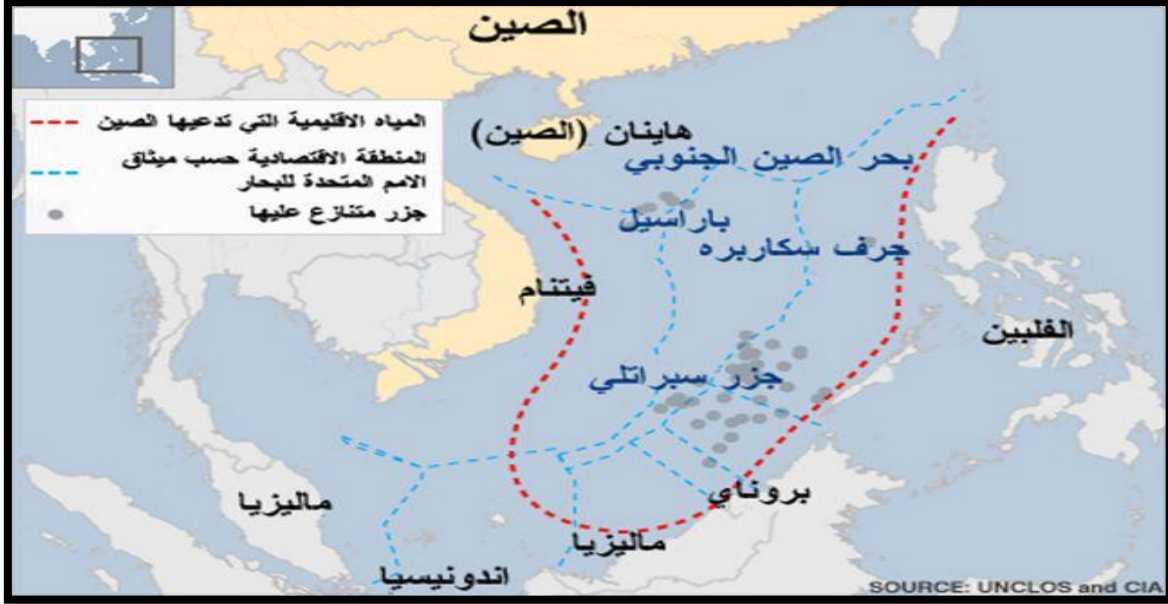 الصين
المياه الاقليمية التي تدعيها الصين
المنطقة الاقتصادية حسب ميثاق
الامم المتحدة للبحار
جزر متنازع عليها
هاينان (الصين)
بحر الصين الجنوبي
باراسيل
جرف سكاربره
فيتنام
الفلبين
جزر سبراتلي
بروناي
ماليزيا
ماليزيا
اندونيسيا
SOURCE: UNCLOS and CIA